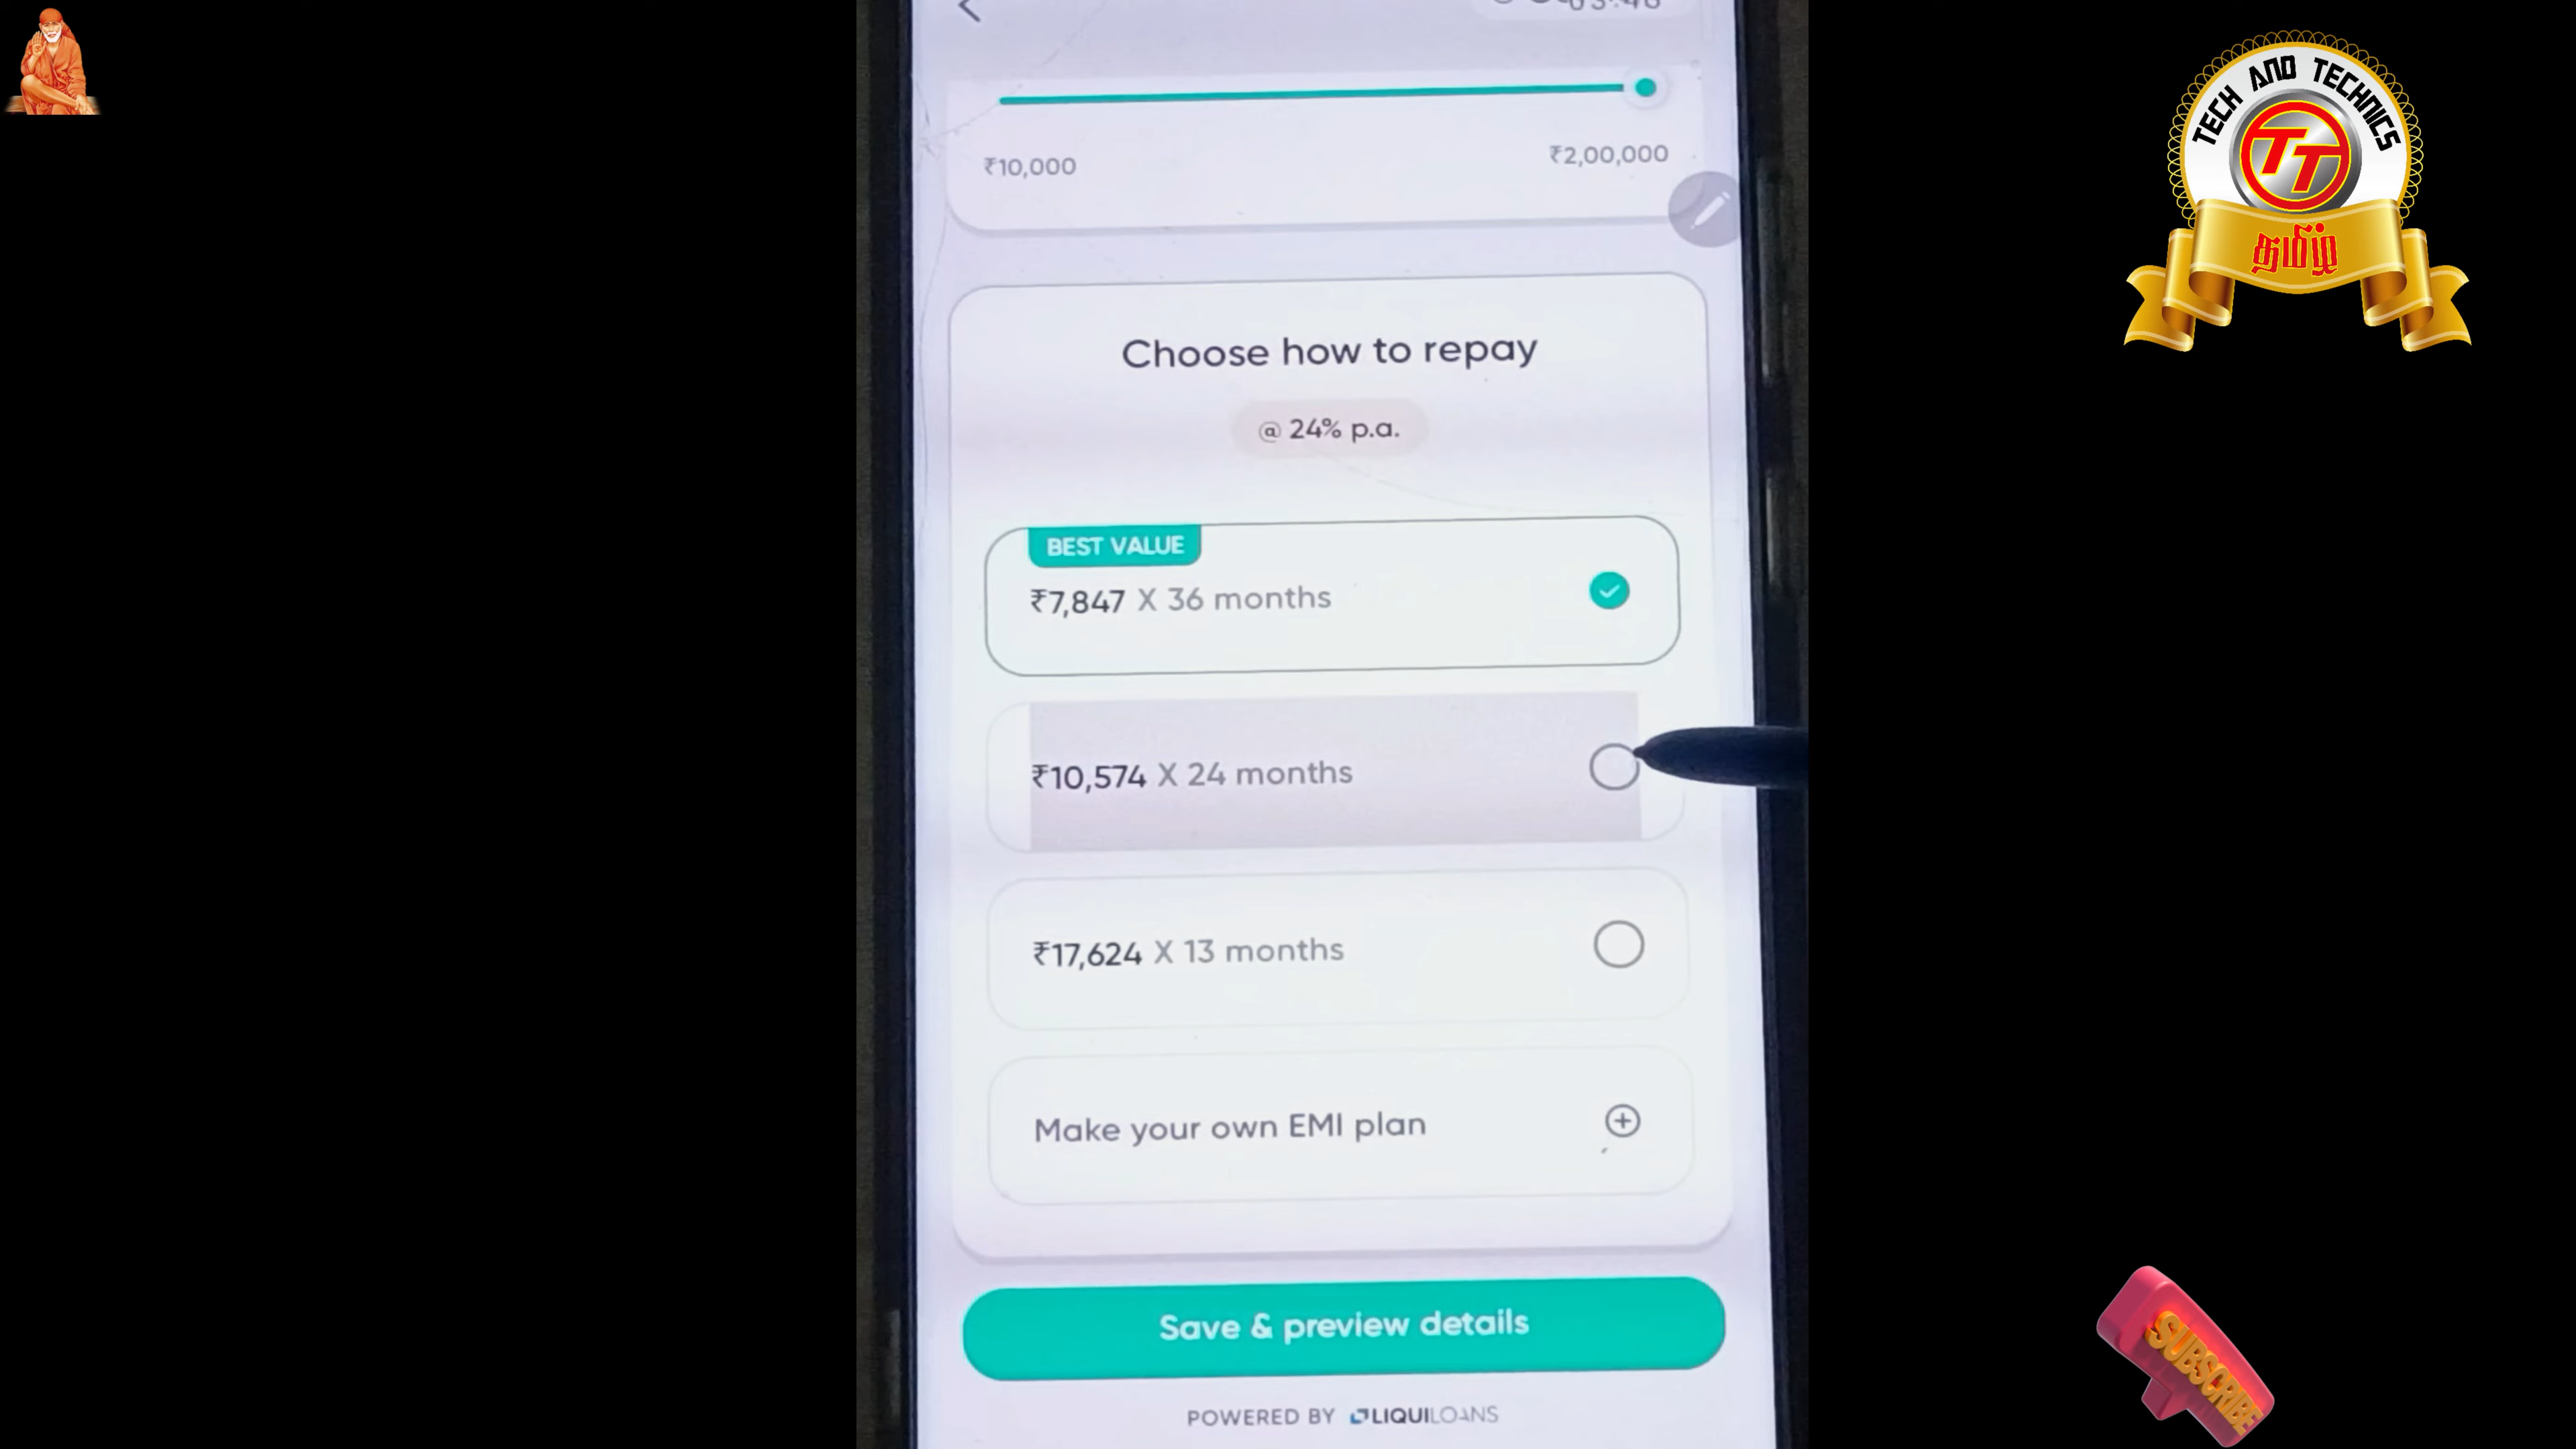 ₹10,000
₹2,00,000
Choose how to repay
@ 24% p.a.
BEST VALUE
₹7,847 X 36 months
₹10,574 X 24 months
₹17,624 X 13 months
Make your own EMI plan
Save & preview details
POWERED BY LIQUILOANS
TECH AND TECHNICS
TT
தமிழ்
SUBSCRIBE